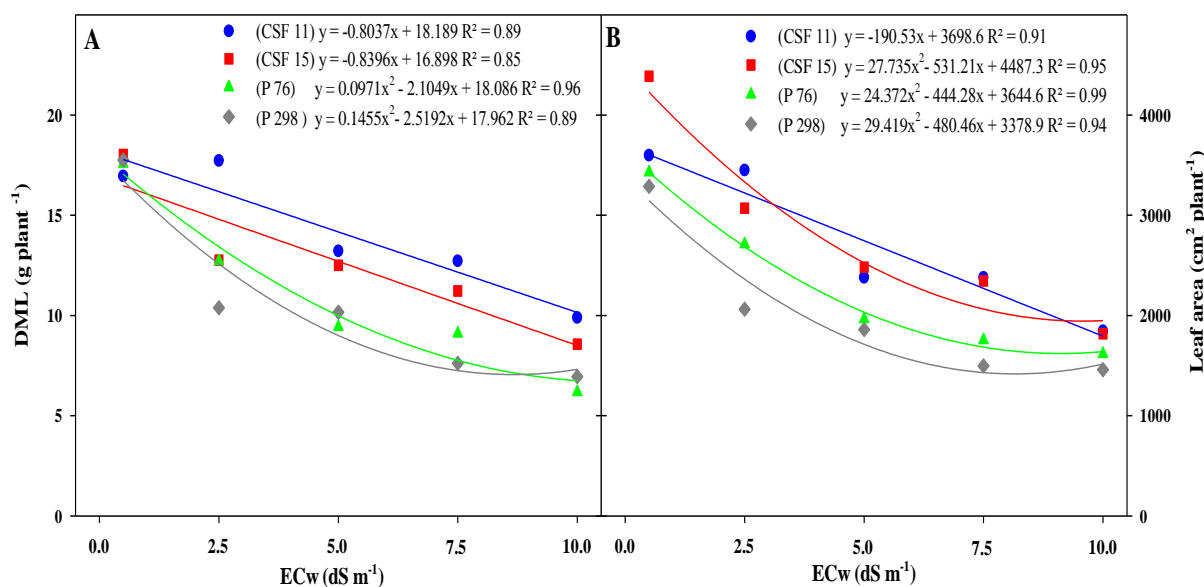 A
(CSF 11) y = -0.8037x + 18.189 R² = 0.89
(CSF 15) y = -0.8396x + 16.898 R² = 0.85
(P 76) y = 0.0971x² - 2.1049x + 18.086 R² = 0.96
(P 298 ) y = 0.1455x² - 2.5192x + 17.962 R² = 0.89
DML (g plant ⁻¹)
20
15
10
5
0
0.0 2.5 5.0 7.5 10.0
ECw (dS m⁻¹)
B
(CSF 11) y = -190.53x + 3698.6 R² = 0.91
(CSF 15) y = 27.735x² - 531.21x + 4487.3 R² = 0.95
(P 76) y = 24.372x² - 444.28x + 3644.6 R² = 0.99
(P 298) y = 29.419x² - 480.46x + 3378.9 R² = 0.94
4000
3000
2000
1000
0
Leaf area (cm² plant⁻¹)
0.0 2.5 5.0 7.5 10.0
ECw (dS m⁻¹)